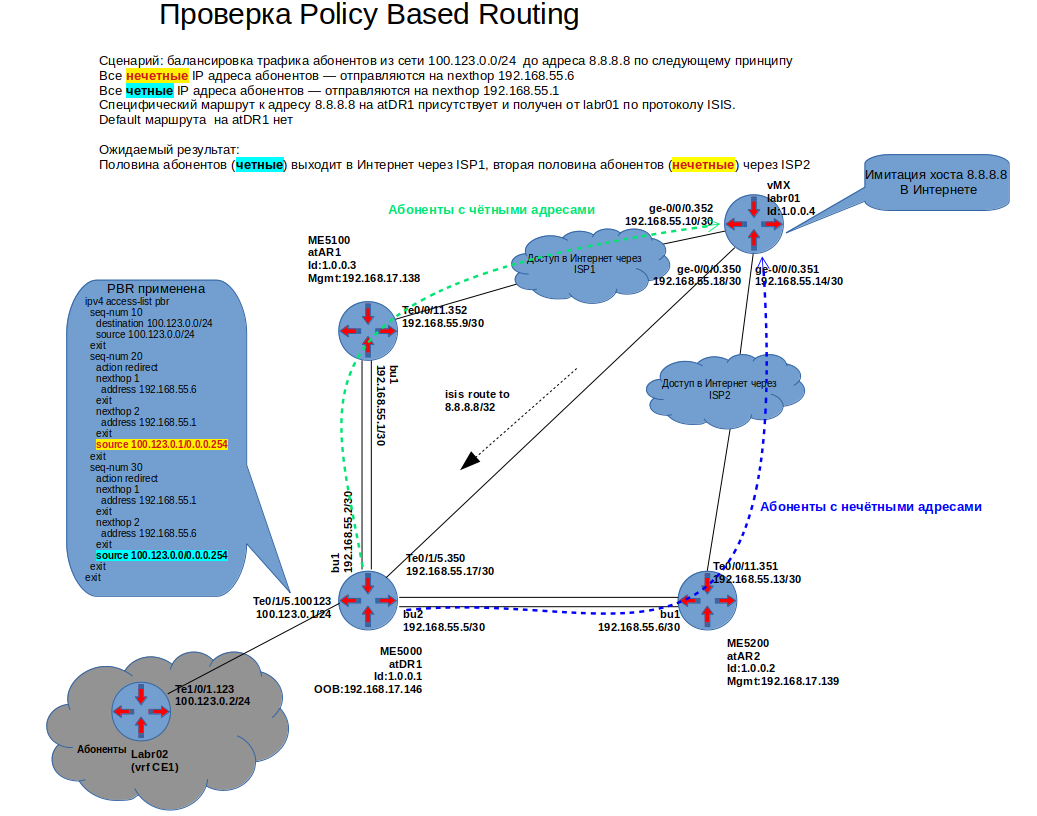 Проверка Policy Based Routing
Сценарий: балансировка трафика абонентов из сети 100.123.0.0/24 до адреса 8.8.8.8 по следующему принципу
Все нечетные IP адреса абонентов — отправляются на nexthop 192.168.55.6
Все четные IP адреса абонентов — отправляются на nexthop 192.168.55.1
Специфический маршрут к адресу 8.8.8.8 на atDR1 присутствует и получен от labr01 по протоколу ISIS.
Default маршрута на atDR1 нет
Ожидаемый результат:
Половина абонентов (четные) выходит в Интернет через ISP1, вторая половина абонентов (нечетные) через ISP2
Имитация хоста 8.8.8.8
В Интернете
vMX
labr01
Id:1.0.0.4
Абоненты с чётными адресами
ge-0/0/0.352
192.168.55.10/30
ME5100
atAR1
Id:1.0.0.3
Mgmt:192.168.17.138
Доступ в Интернет через
ISP1
ge-0/0/0.350
192.168.55.18/30
ge-0/0/0.351
192.168.55.14/30
Te0/0/11.352
192.168.55.9/30
PBR применена
ipv4 access-list pbr
seq-num 10
destination 100.123.0.0/24
source 100.123.0.0/24
exit
seq-num 20
action redirect
nexthop 1
address 192.168.55.6
exit
nexthop 2
address 192.168.55.1
exit
source 100.123.0.1/0.0.0.254
exit
seq-num 30
action redirect
nexthop 1
address 192.168.55.1
exit
nexthop 2
address 192.168.55.6
exit
source 100.123.0.0/0.0.0.254
exit
exit
bu1
192.168.55.1/30
isis route to
8.8.8.8/32
Доступ в Интернет через
ISP2
Абоненты с нечётными адресами
bu1
192.168.55.2/30
Te0/1/5.350
192.168.55.17/30
Te0/0/11.351
192.168.55.13/30
Te0/1/5.100123
100.123.0.1/24
bu2
192.168.55.5/30
bu1
192.168.55.6/30
ME5000
atDR1
Id:1.0.0.1
OOB:192.168.17.146
ME5200
atAR2
Id:1.0.0.2
Mgmt:192.168.17.139
Te1/0/1.123
100.123.0.2/24
Абоненты
Labr02
(vrf CE1)